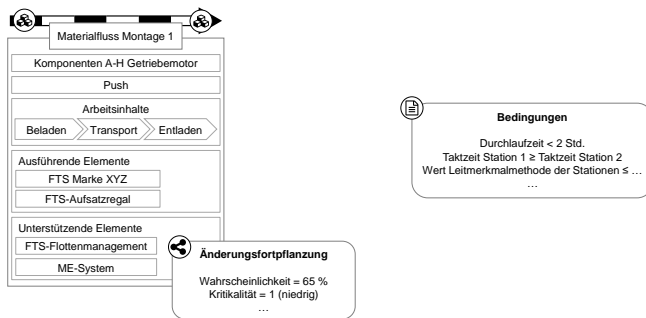 Materialfluss Montage 1
Komponenten A-H Getriebemotor
Push
Arbeitsinhalte
Beladen Transport Entladen
Ausführende Elemente
FTS Marke XYZ
FTS-Aufsatzregal
Unterstützende Elemente
FTS-Flottenmanagement
ME-System
Änderungsfortpflanzung
Wahrscheinlichkeit = 65 %
Kritikalität = 1 (niedrig)
…
Bedingungen
Durchlaufzeit < 2 Std.
Taktzeit Station 1 ≥ Taktzeit Station 2
Wert Leitmerkmalmethode der Stationen ≤ …
…